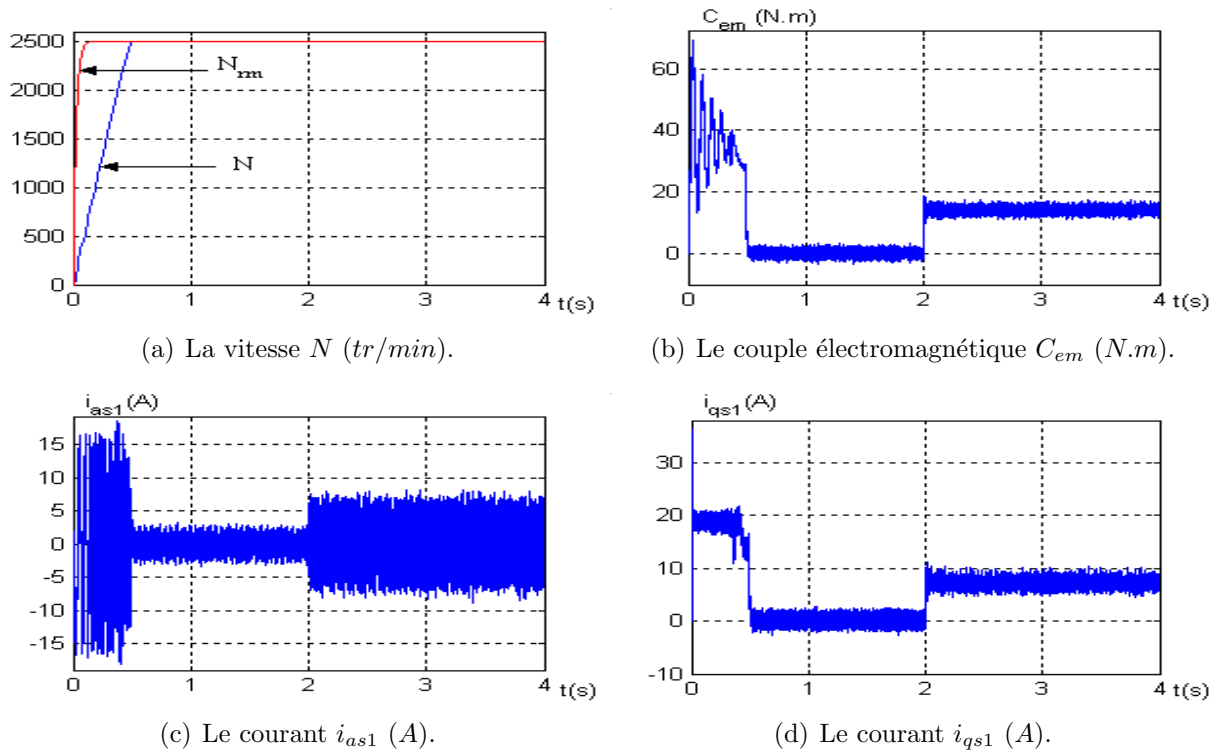 2500
2000
1500
1000
500
0
N_rm
N
0 1 2 3 4 t(s)
(a) La vitesse N (tr/min).
C_em (N.m)
60
40
20
0
0 1 2 3 4 t(s)
(b) Le couple électromagnétique C_em (N.m).
i_as1 (A)
15
10
5
0
-5
-10
-15
0 1 2 3 4 t(s)
(c) Le courant i_as1 (A).
i_qs1 (A)
30
20
10
0
-10
0 1 2 3 4 t(s)
(d) Le courant i_qs1 (A).